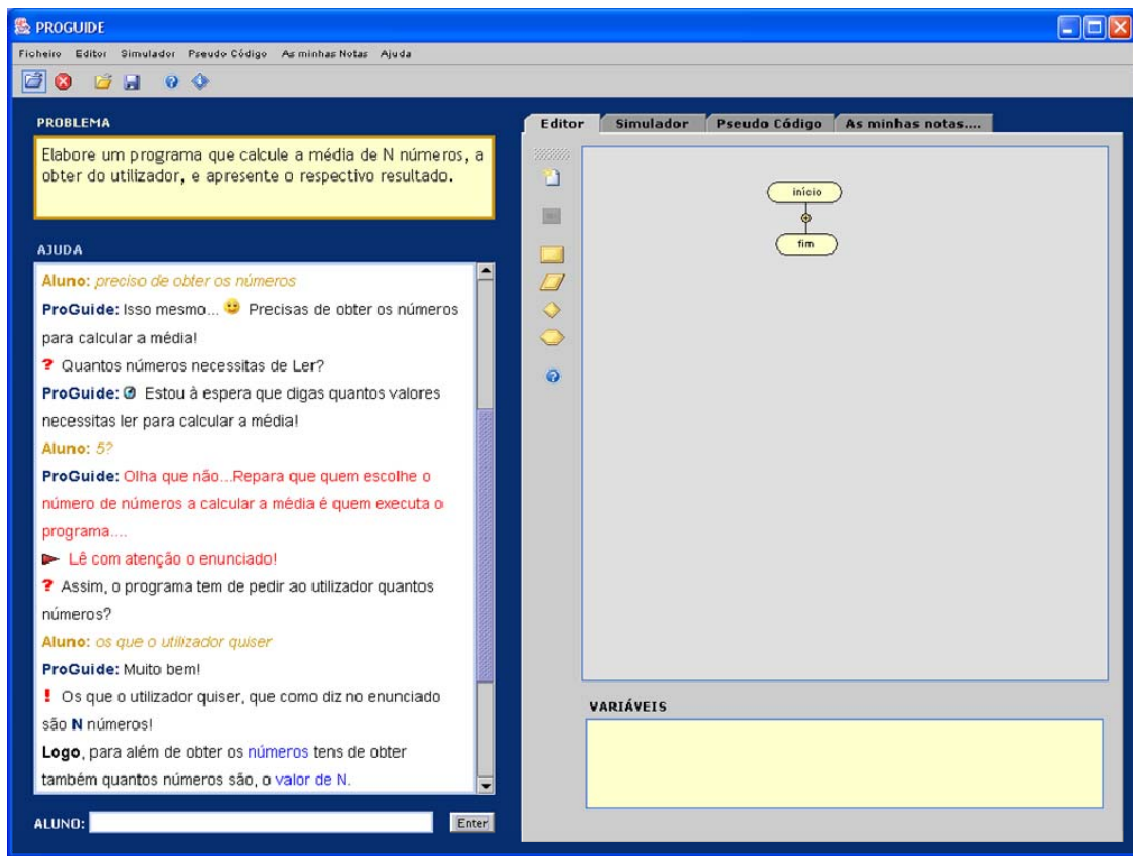 PROGUIDE
Ficheiro Editor Simulador Pseudo Código As minhas Notas Ajuda
PROBLEMA
Elabore um programa que calcule a média de N números, a
obter do utilizador, e apresente o respectivo resultado.
AJUDA
Aluno: preciso de obter os números
ProGuide: Isso mesmo... Precisas de obter os números
para calcular a média!
? Quantos números necessitas de Ler?
ProGuide: Estou à espera que digas quantos valores
necessitas ler para calcular a média!
Aluno: 5?
ProGuide: Olha que não...Repara que quem escolhe o
número de números a calcular a média é quem executa o
programa....
Lê com atenção o enunciado!
? Assim, o programa tem de pedir ao utilizador quantos
números?
Aluno: os que o utilizador quiser
ProGuide: Muito bem!
! Os que o utilizador quiser, que como diz no enunciado
são N números!
Logo, para além de obter os números tens de obter
também quantos números são, o valor de N.
ALUNO:
Enter
Editor Simulador Pseudo Código As minhas notas....
início
fim
VARIÁVEIS